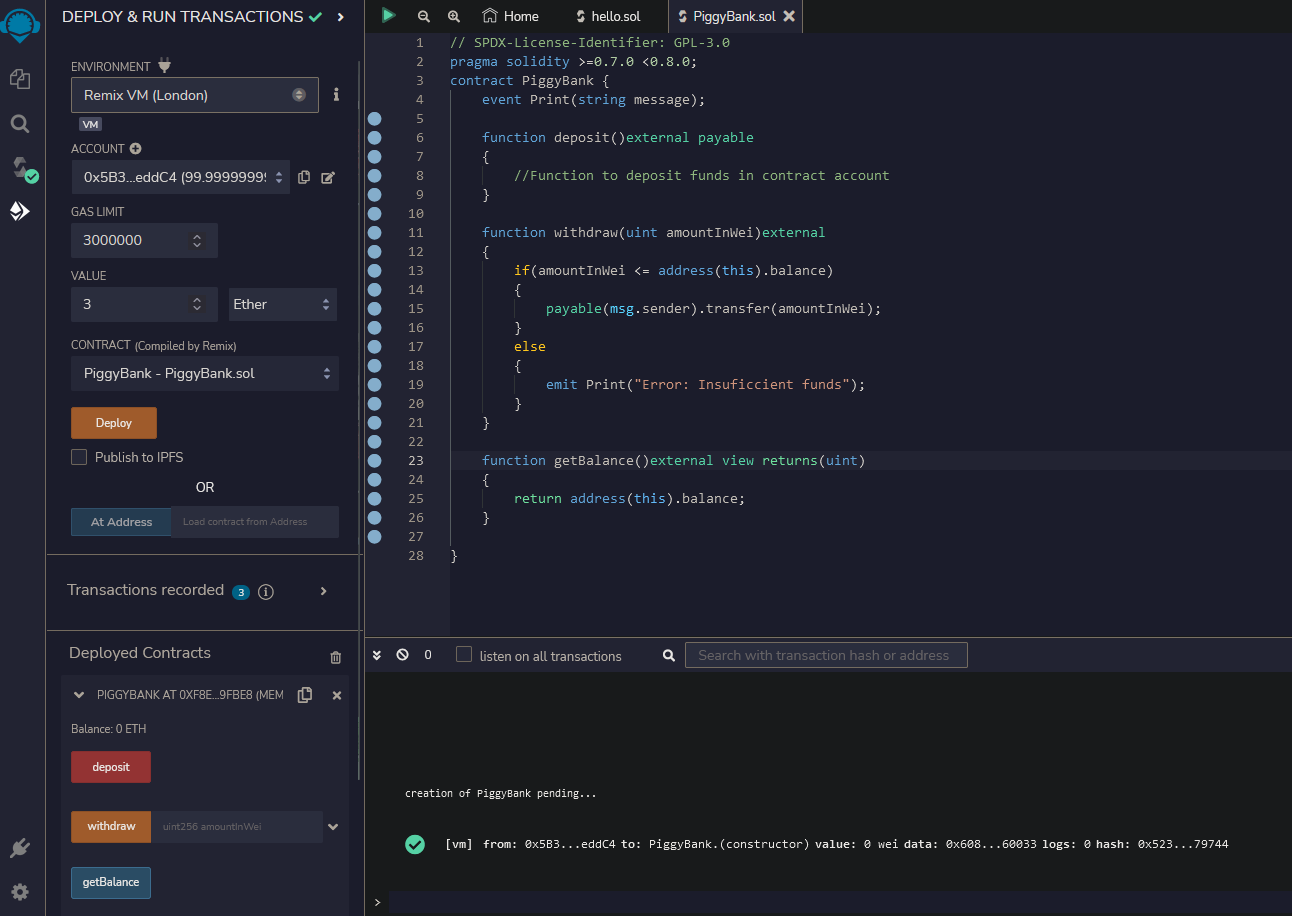 DEPLOY & RUN TRANSACTIONS
ENVIRONMENT
Remix VM (London)
VM
ACCOUNT
0x5B3...eddC4 (99.9999999
GAS LIMIT
3000000
VALUE
3
Ether
CONTRACT (Compiled by Remix)
PiggyBank - PiggyBank.sol
Deploy
Publish to IPFS
OR
At Address
Load contract from Address
Transactions recorded 3
Deployed Contracts
PIGGYBANK AT 0XF8E...9FBE8 (MEM
Balance: 0 ETH
deposit
withdraw
uint256 amountInWei
getBalance
Home
hello.sol
PiggyBank.sol
1 // SPDX-License-Identifier: GPL-3.0
2 pragma solidity >=0.7.0 <0.8.0;
3 contract PiggyBank {
4 event Print(string message);
5
6 function deposit()external payable
7 {
8 //Function to deposit funds in contract account
9 }
10
11 function withdraw(uint amountInWei)external
12 {
13 if(amountInWei <= address(this).balance)
14 {
15 payable(msg.sender).transfer(amountInWei);
16 }
17 else
18 {
19 emit Print("Error: Insuficcient funds");
20 }
21 }
22
23 function getBalance()external view returns(uint)
24 {
25 return address(this).balance;
26 }
27
28 }
0
listen on all transactions
Search with transaction hash or address
creation of PiggyBank pending...
[vm] from: 0x5B3...eddC4 to: PiggyBank.(constructor) value: 0 wei data: 0x608...60033 logs: 0 hash: 0x523...79744
>